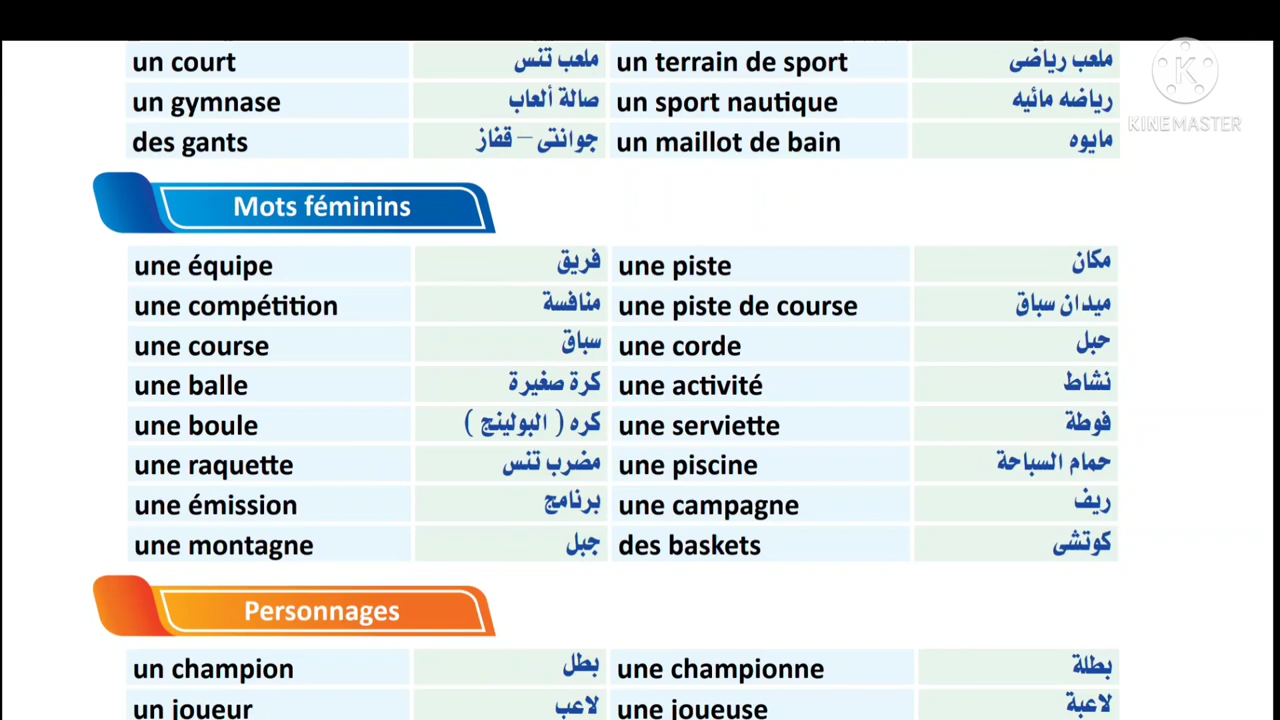 un court ملعب تنس un terrain de sport ملعب رياضى
un gymnase صالة ألعاب un sport nautique رياضه مائيه
des gants جوانتى – قفاز un maillot de bain مايوه
KINEMASTER
Mots féminins
une équipe فريق une piste مكان
une compétition منافسة une piste de course ميدان سباق
une course سباق une corde حبل
une balle كرة صغيرة une activité نشاط
une boule كره ( البولينج ) une serviette فوطة
une raquette مضرب تنس une piscine حمام السباحة
une émission برنامج une campagne ريف
une montagne جبل des baskets كوتشى
Personnages
un champion بطل une championne بطلة
un joueur لاعب une joueuse لاعبة